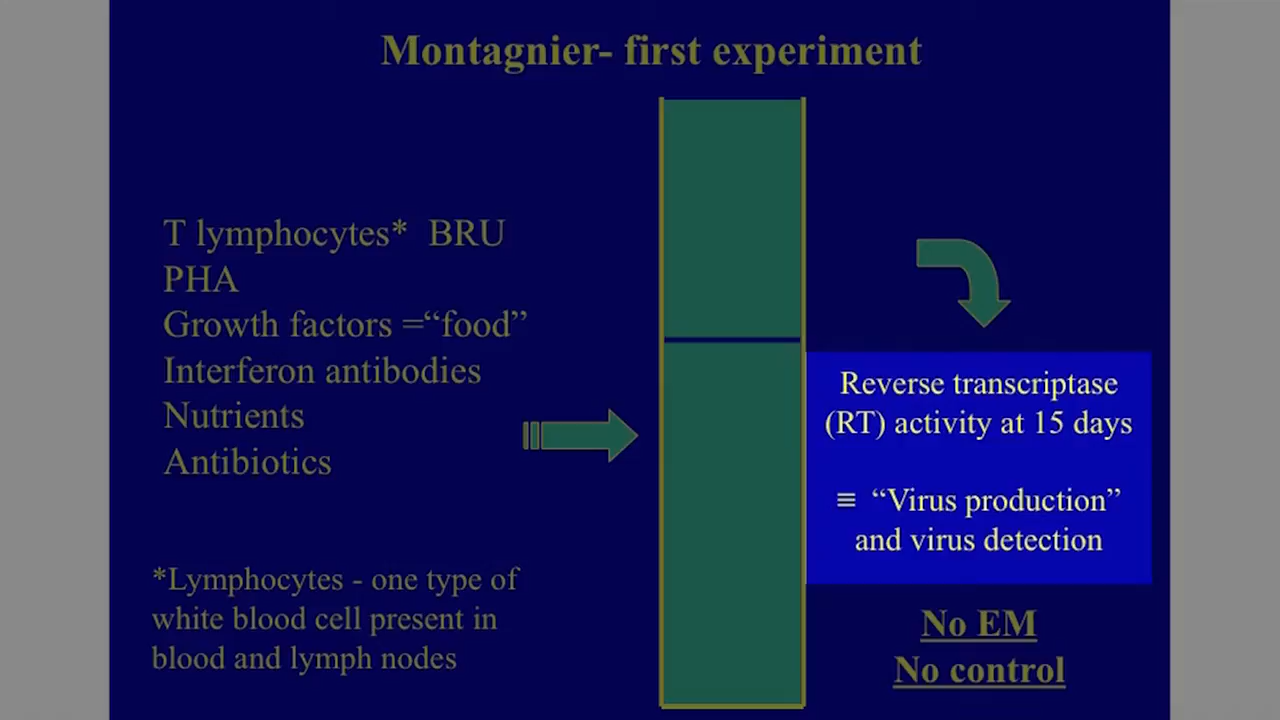 Montagnier- first experiment
T lymphocytes* BRU
PHA
Growth factors =“food”
Interferon antibodies
Nutrients
Antibiotics
*Lymphocytes - one type of
white blood cell present in
blood and lymph nodes
Reverse transcriptase
(RT) activity at 15 days
≡ “Virus production”
and virus detection
No EM
No control